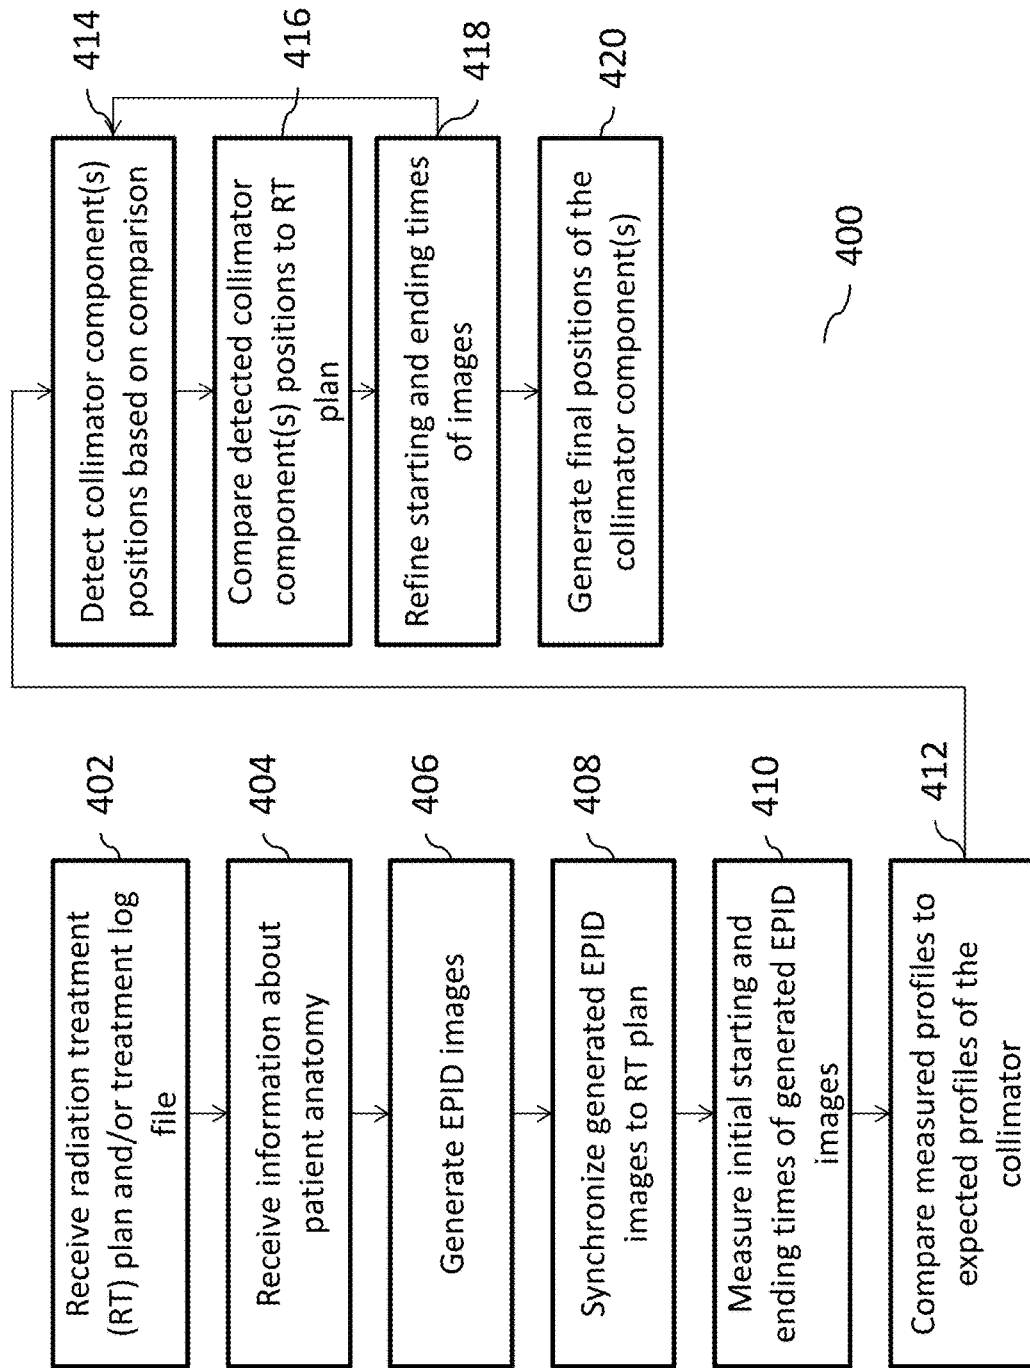 Receive radiation treatment
(RT) plan and/or treatment log
file
402
Receive information about
patient anatomy
404
Generate EPID images
406
Synchronize generated EPID
images to RT plan
408
Measure initial starting and
ending times of generated EPID
images
410
Compare measured profiles to
expected profiles of the
collimator
412
Detect collimator component(s)
positions based on comparison
414
Compare detected collimator
component(s) positions to RT
plan
416
Refine starting and ending times
of images
418
Generate final positions of the
collimator component(s)
420
400